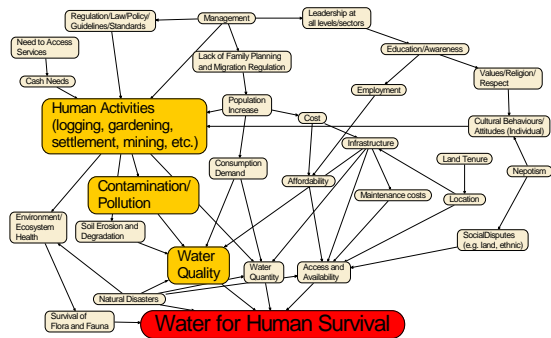 Regulation/Law/Policy/
Guidelines/Standards
Management
Leadership at
all levels/sectors
Need to Access
Services
Education/Awareness
Lack of Family Planning
and Migration Regulation
Cash Needs
Values/Religion/
Respect
Employment
Human Activities
(logging, gardening,
settlement, mining, etc.)
Population
Increase
Cost
Cultural Behaviours/
Attitudes (Individual)
Infrastructure
Consumption
Demand
Land Tenure
Nepotism
Contamination/
Pollution
Affordability
Maintenance costs
Location
Environment/
Ecosystem
Health
Soil Erosion and
Degradation
SocialDisputes
(e.g. land, ethnic)
Water
Quality
Water
Quantity
Access and
Availability
Natural Disasters
Survival of
Flora and Fauna
Water for Human Survival